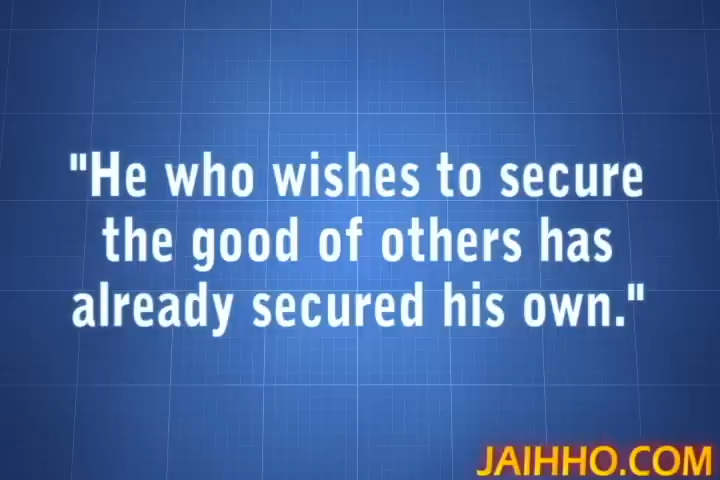 "He who wishes to secure
the good of others has
already secured his own."
JAIHHO.COM